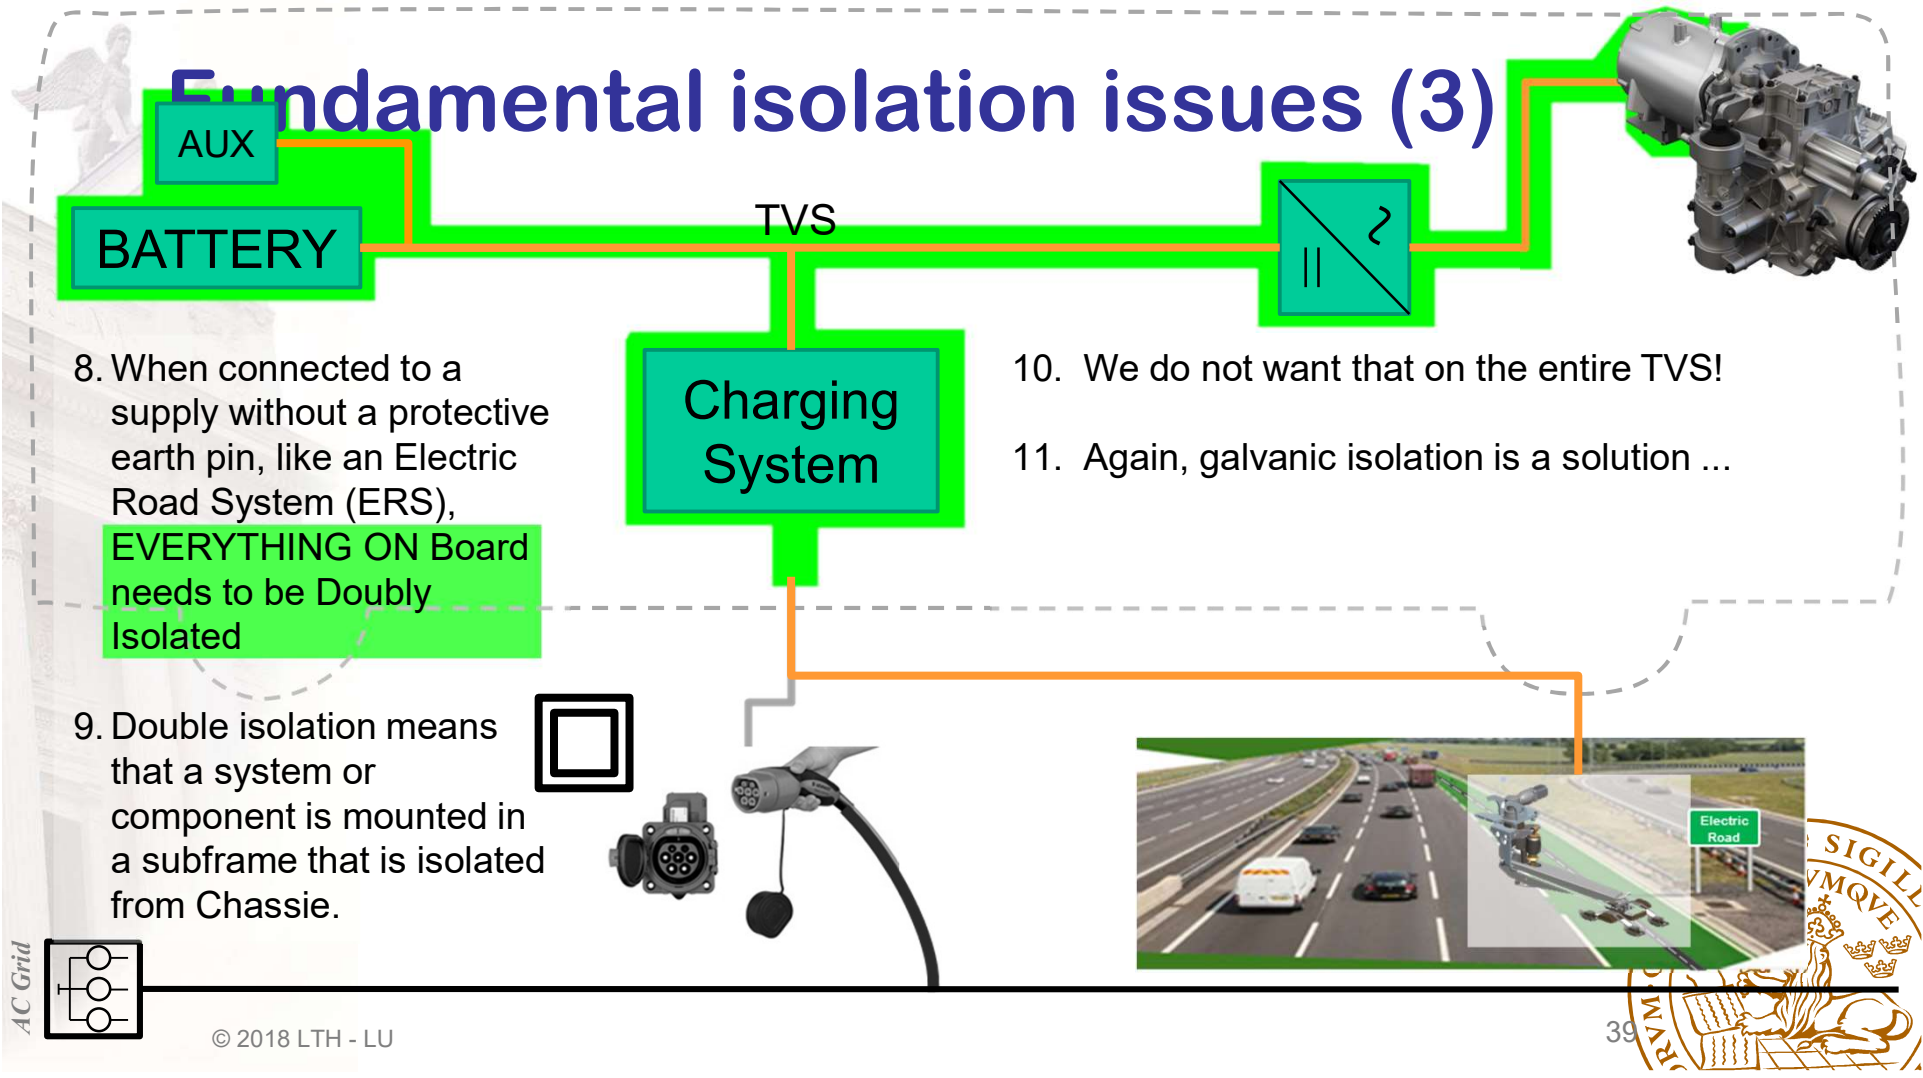 Fundamental isolation issues (3)
AUX
BATTERY
TVS
Charging
System
8. When connected to a
supply without a protective
earth pin, like an Electric
Road System (ERS),
EVERYTHING ON Board
needs to be Doubly
Isolated
9. Double isolation means
that a system or
component is mounted in
a subframe that is isolated
from Chassie.
10. We do not want that on the entire TVS!
11. Again, galvanic isolation is a solution ...
Electric
Road
AC Grid
© 2018 LTH - LU
39